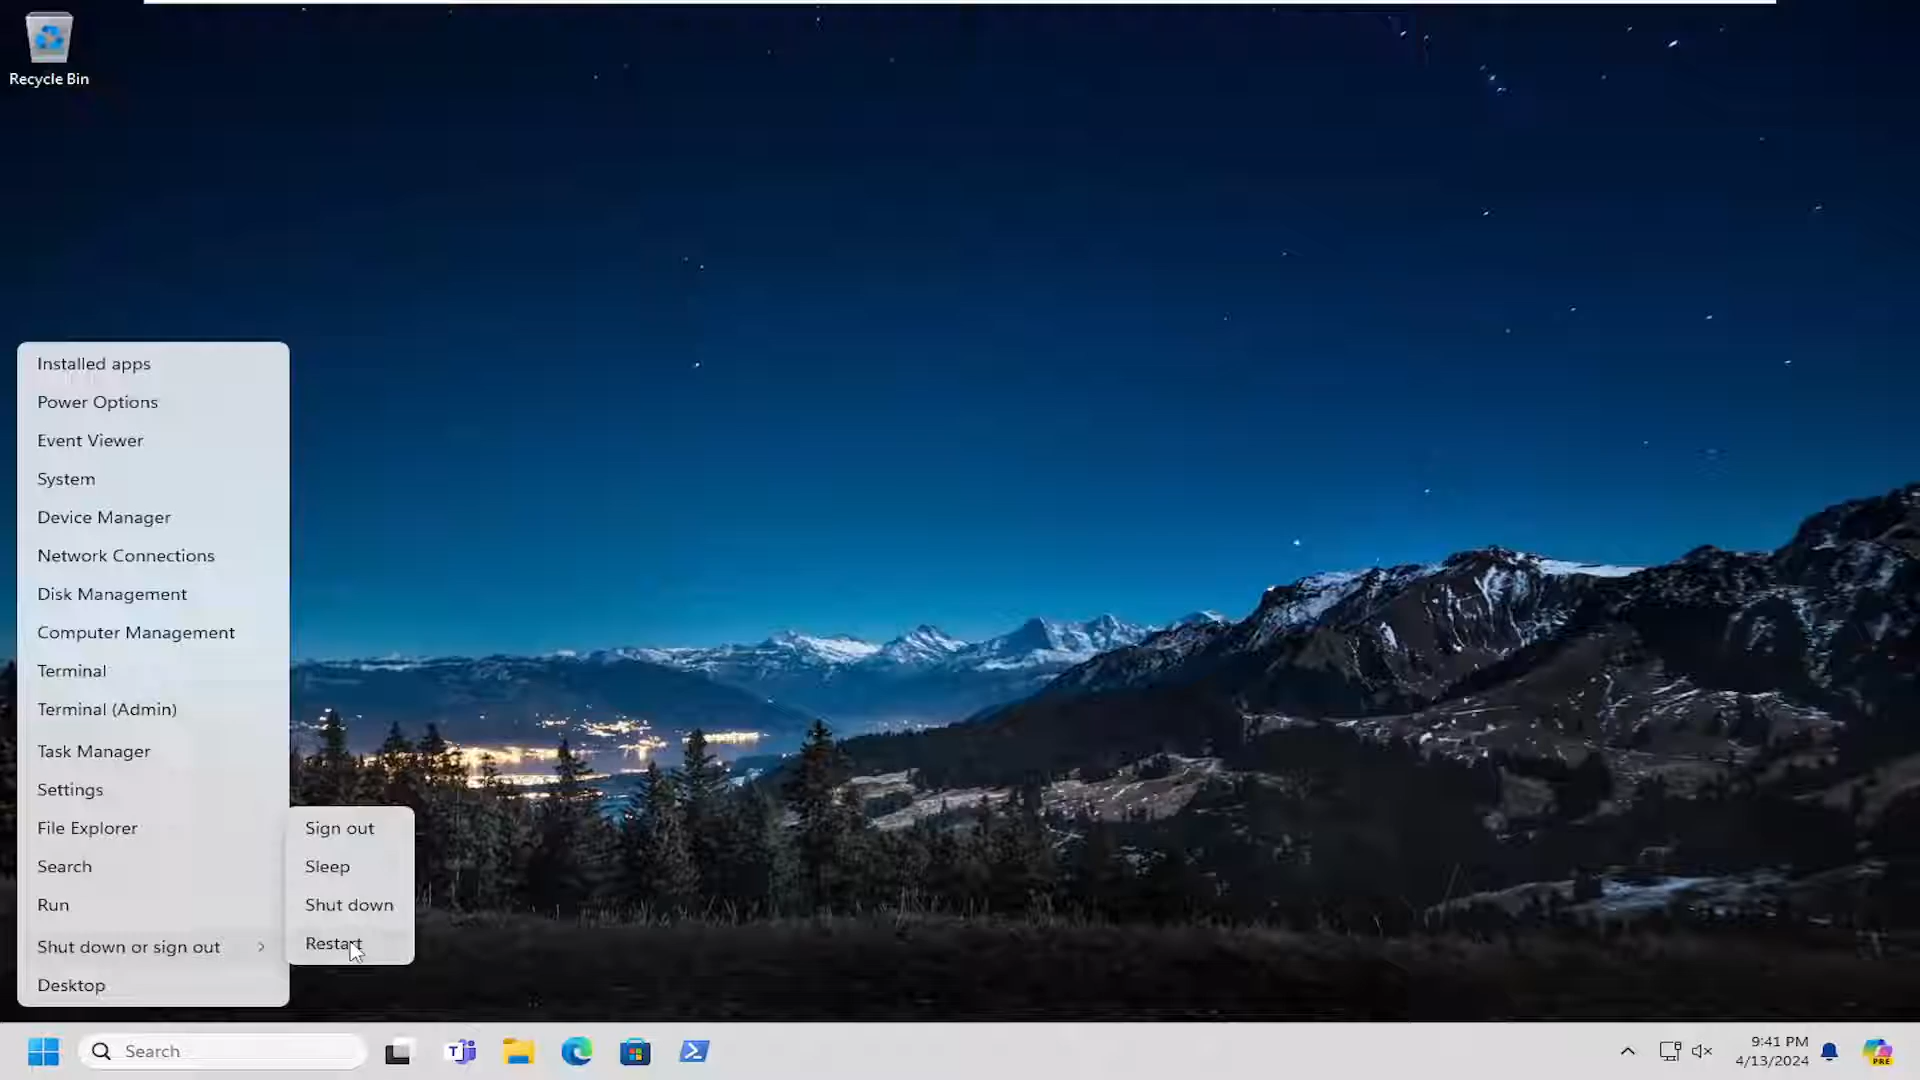 Recycle Bin
Installed apps
Power Options
Event Viewer
System
Device Manager
Network Connections
Disk Management
Computer Management
Terminal
Terminal (Admin)
Task Manager
Settings
File Explorer
Search
Run
Shut down or sign out
Desktop
Sign out
Sleep
Shut down
Restart
Search
9:41 PM
4/13/2024
PRE